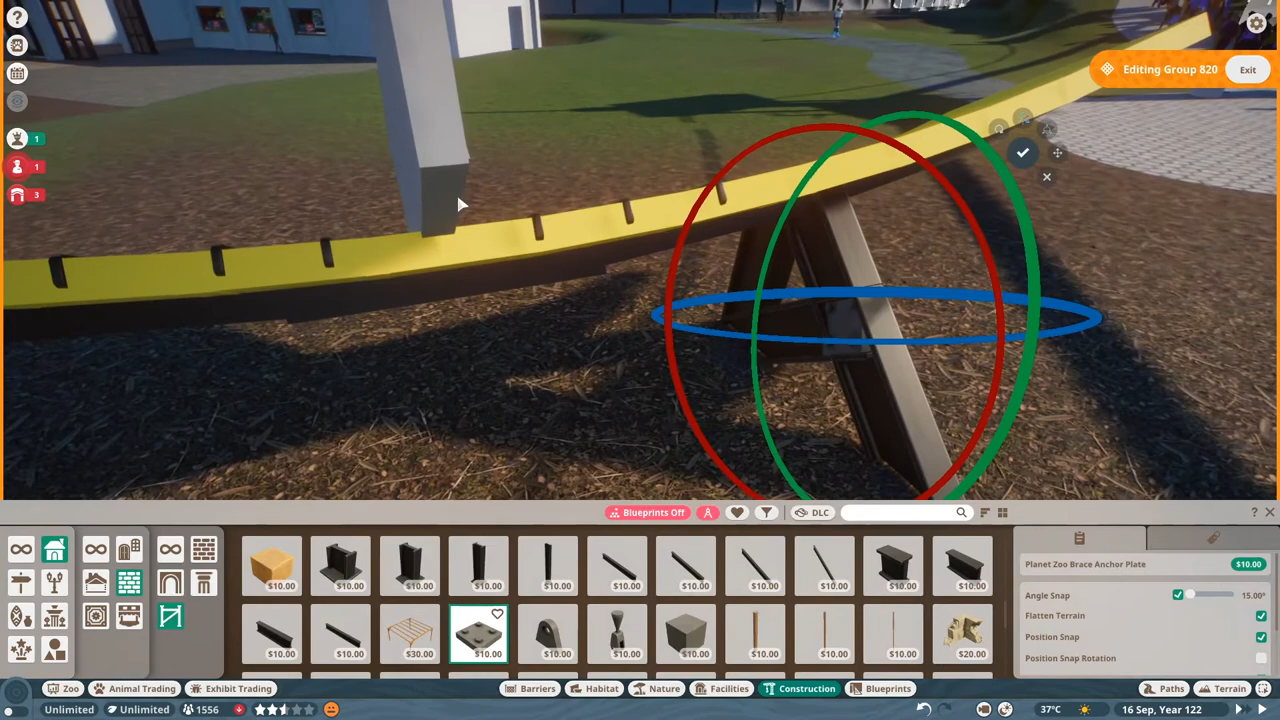 Editing Group 820
Exit
1
1
3
Blueprints Off
DLC
?
$10.00 $10.00 $10.00 $10.00 $10.00 $10.00 $10.00 $10.00 $10.00 $10.00 $10.00
$10.00 $10.00 $30.00 $10.00 $10.00 $10.00 $10.00 $10.00 $10.00 $10.00 $20.00
Planet Zoo Brace Anchor Plate $10.00
Angle Snap 15.00°
Flatten Terrain
Position Snap
Position Snap Rotation
Zoo Animal Trading Exhibit Trading Barriers Habitat Nature Facilities Construction Blueprints Paths Terrain
Unlimited Unlimited 1556 37°C 16 Sep, Year 122